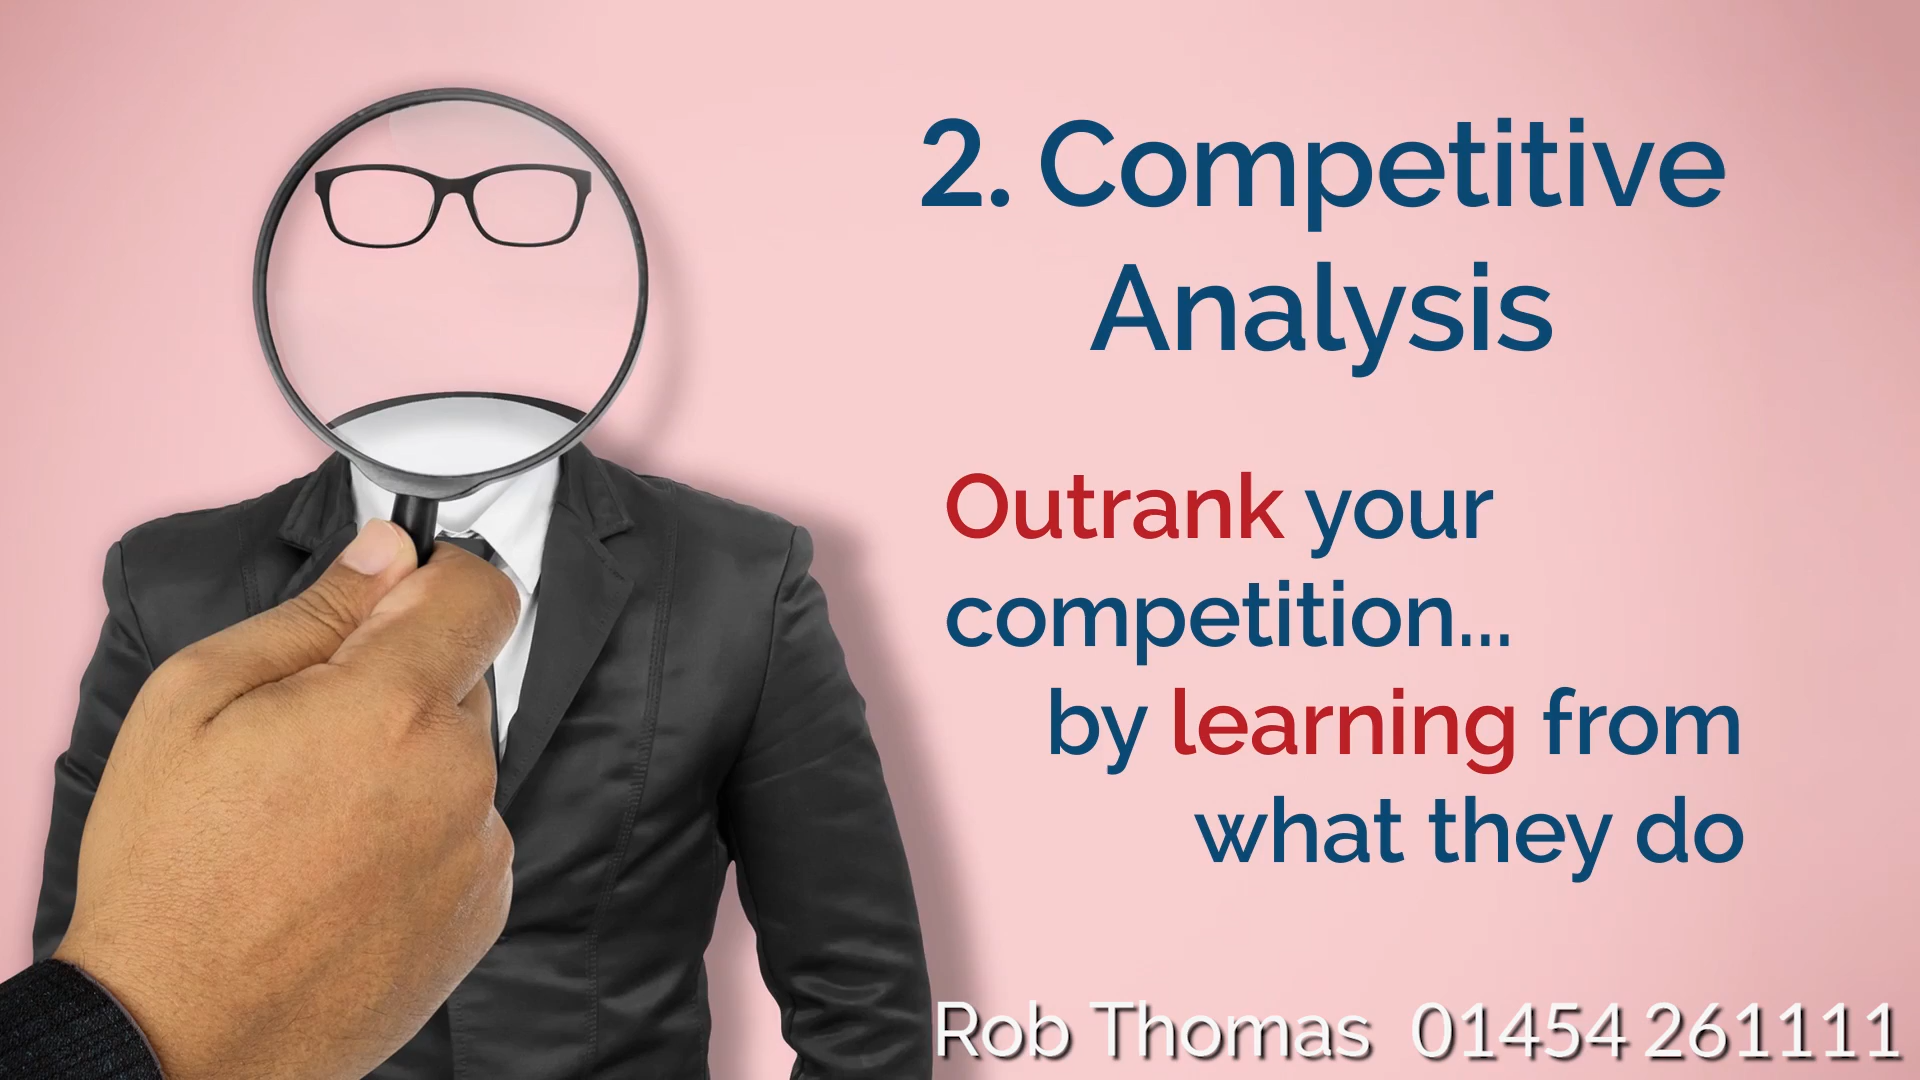 2. Competitive
Analysis
Outrank your
competition...
by learning from
what they do
Rob Thomas 01454 261111